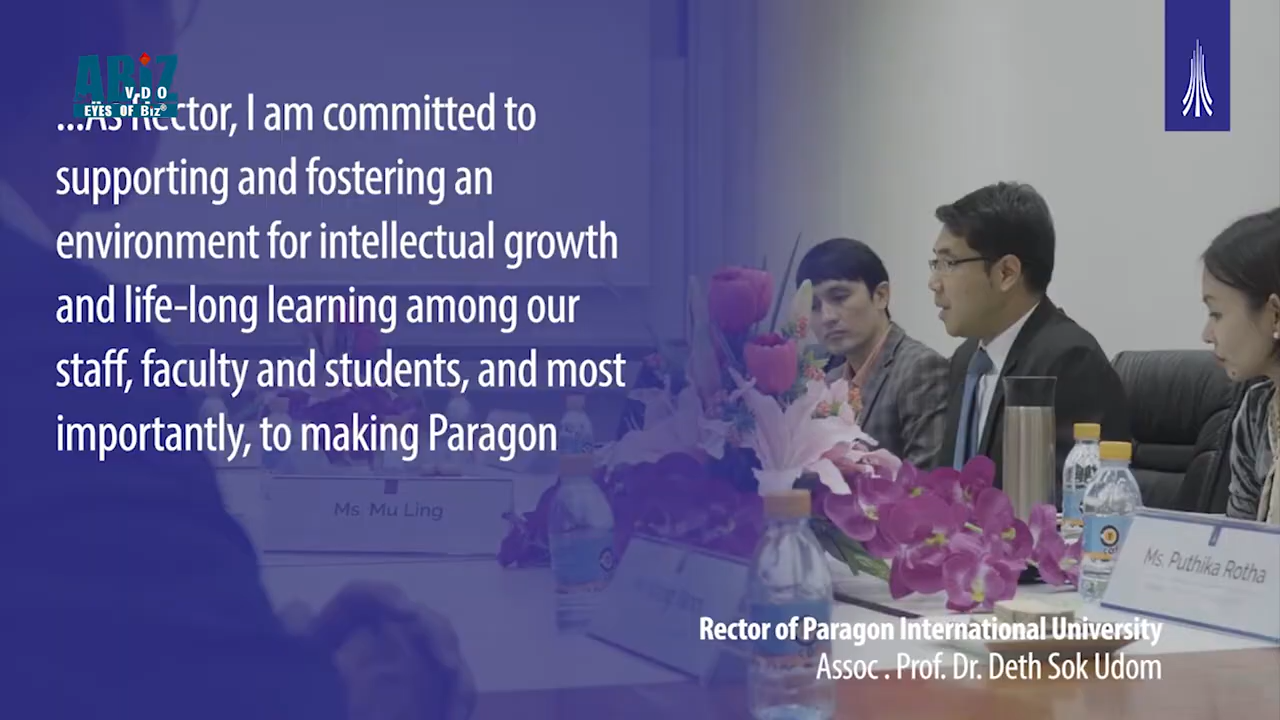 ABiZ
VDO
EYES OF Biz®
...As Rector, I am committed to
supporting and fostering an
environment for intellectual growth
and life-long learning among our
staff, faculty and students, and most
importantly, to making Paragon
Ms. Mu Ling
Ms. Puthika Rotha
Rector of Paragon International University
Assoc . Prof. Dr. Deth Sok Udom